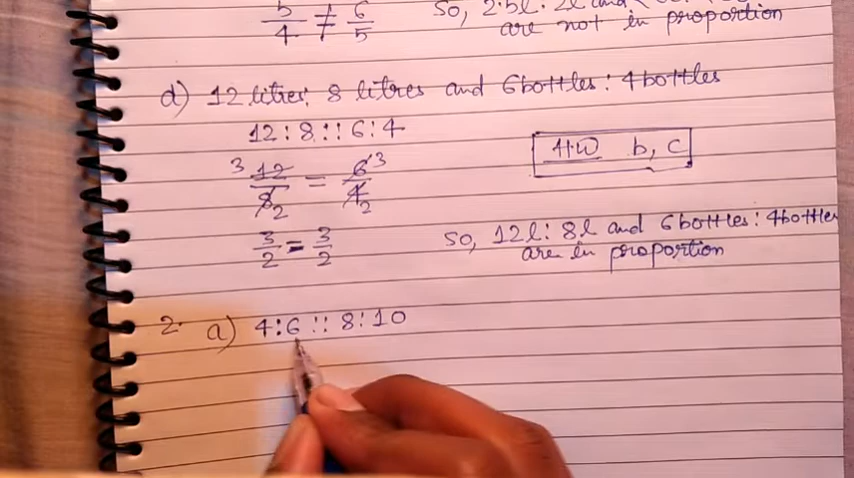 5/4 ≠ 6/5 So, 2.5l : 2l and
are not in proportion
d) 12 litres: 8 litres and 6 bottles : 4 bottles
12 : 8 :: 6 : 4
H.W b, c
3 12/8 2 = 6 3/4 2
3/2 = 3/2
So, 12l : 8l and 6 bottles : 4 bottles
are in proportion
2. a) 4:6 :: 8:10